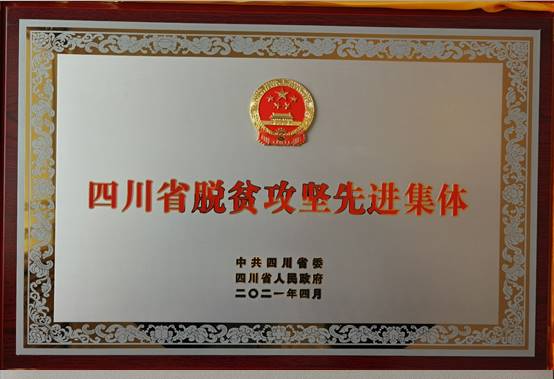 四川省脱贫攻坚先进集体
中共四川省委
四川省人民政府
二〇二一年四月